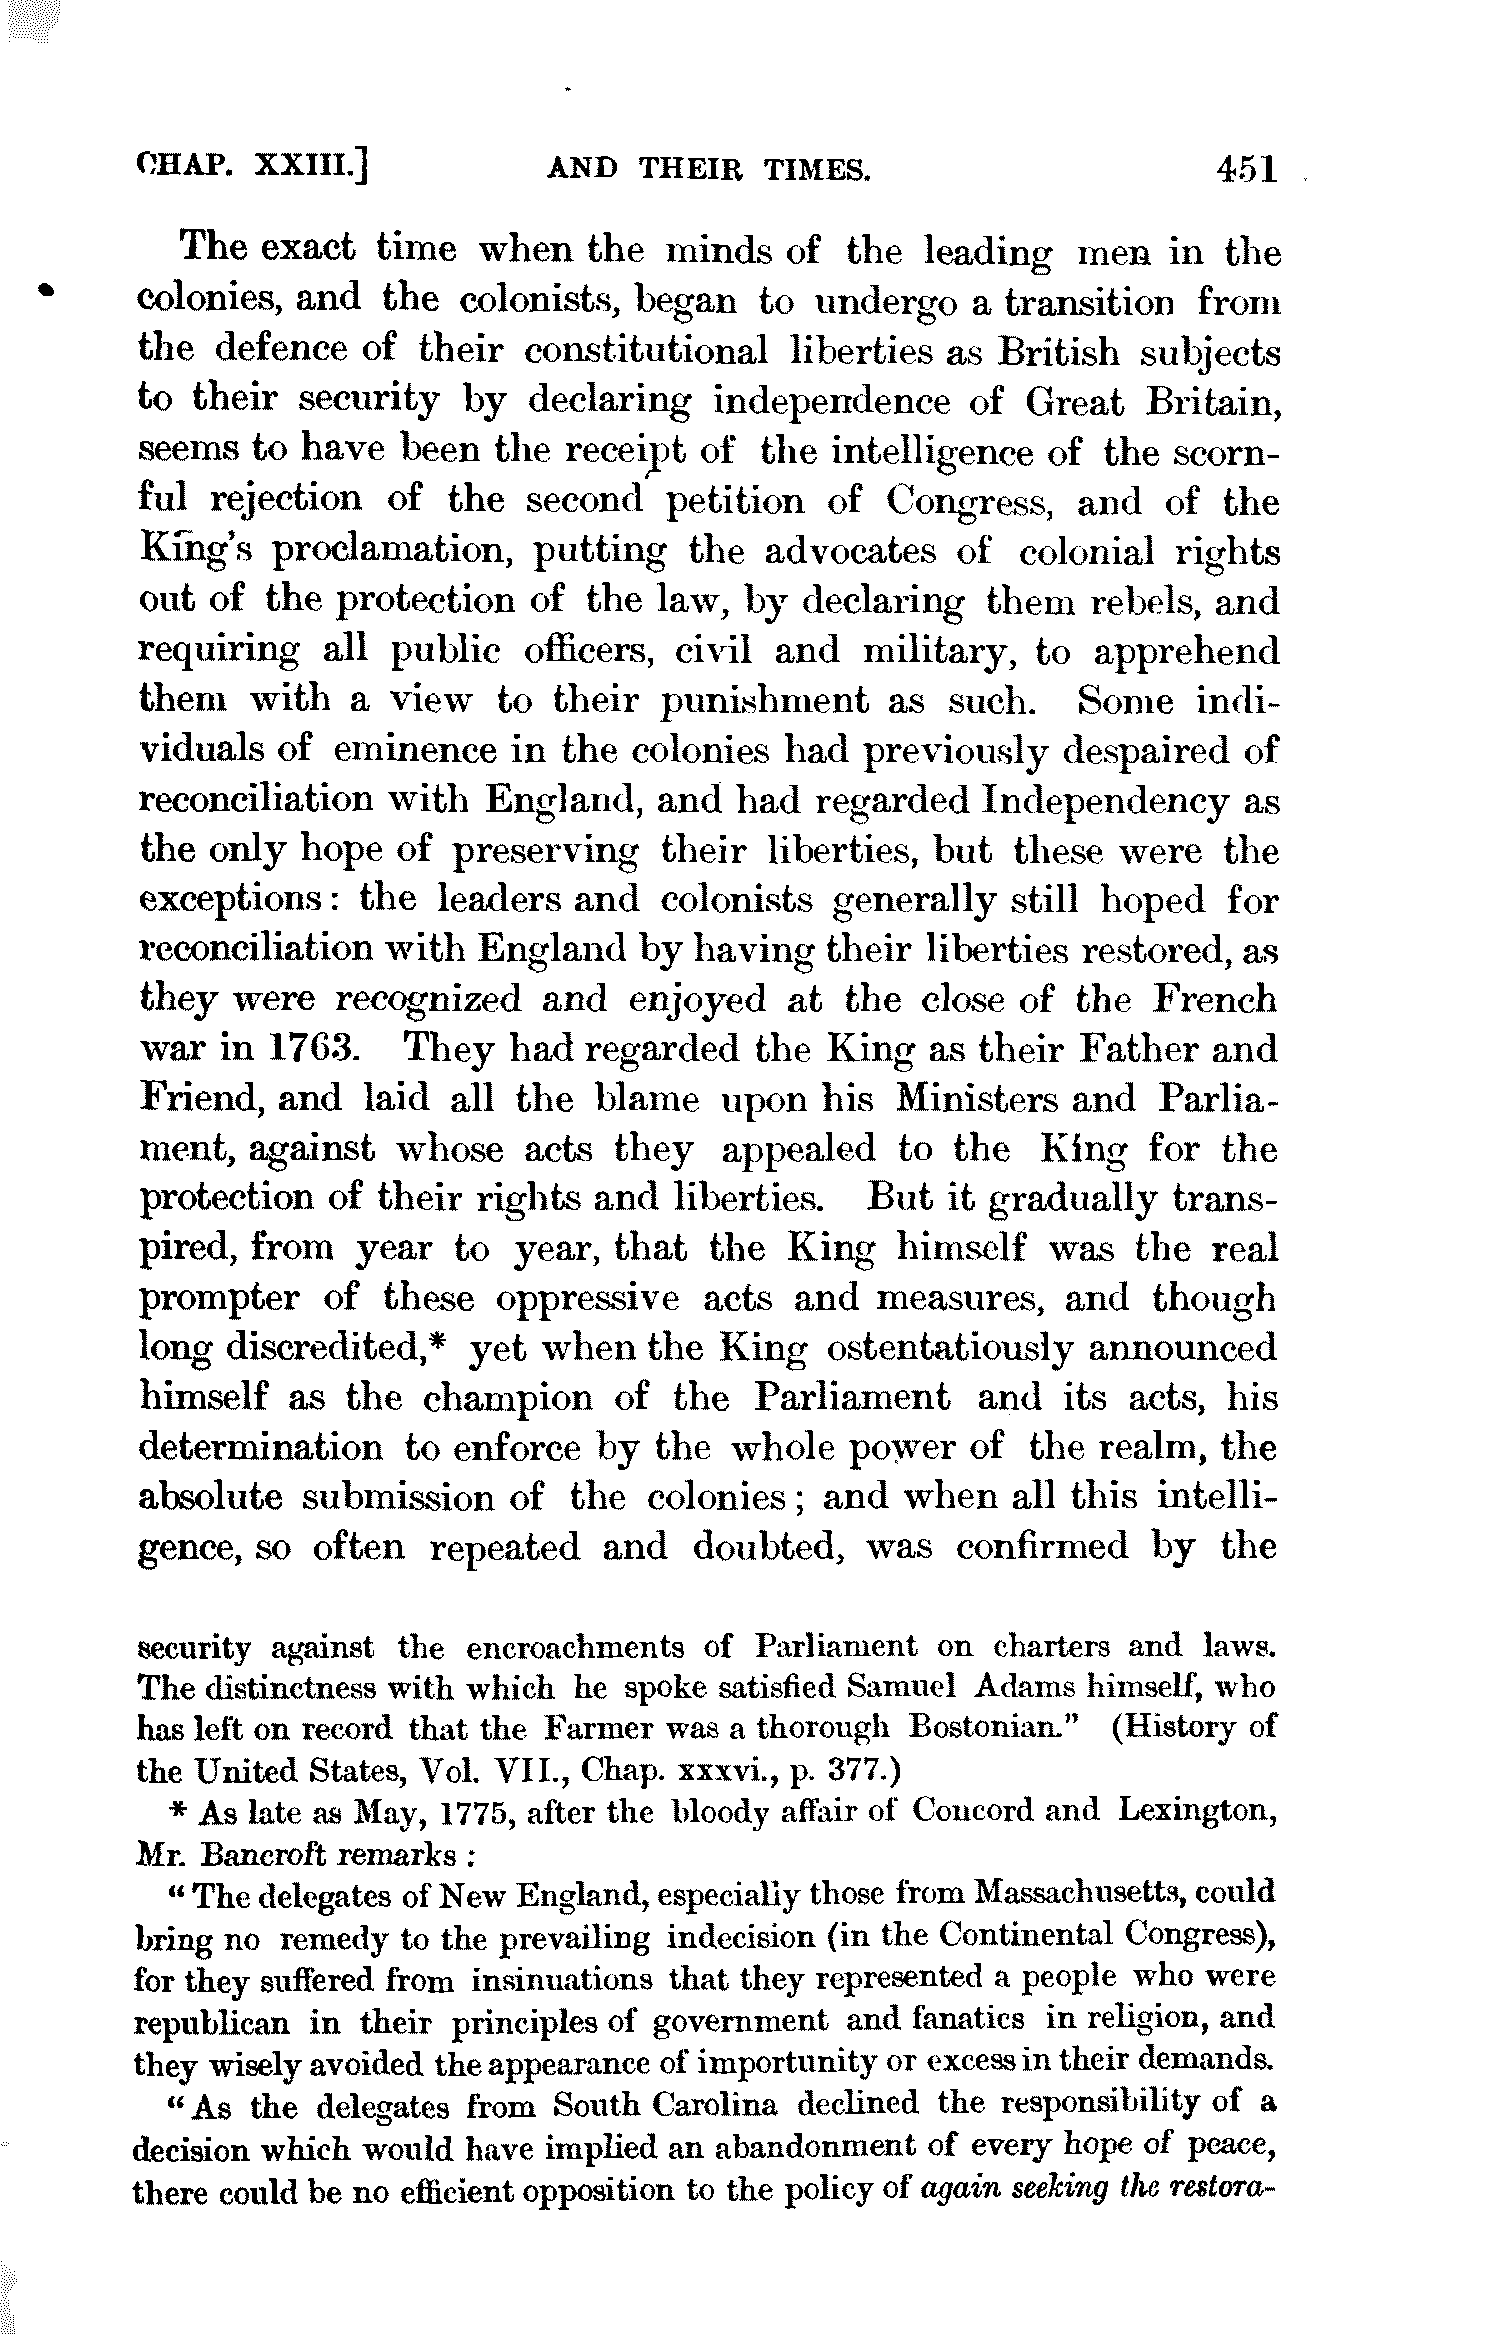 CHAP. XXIII.] AND THEIR TIMES. 451
The exact time when the minds of the leading men in the
colonies, and the colonists, began to undergo a transition from
the defence of their constitutional liberties as British subjects
to their security by declaring independence of Great Britain,
seems to have been the receipt of the intelligence of the scorn-
ful rejection of the second petition of Congress, and of the
King's proclamation, putting the advocates of colonial rights
out of the protection of the law, by declaring them rebels, and
requiring all public officers, civil and military, to apprehend
them with a view to their punishment as such. Some indi-
viduals of eminence in the colonies had previously despaired of
reconciliation with England, and had regarded Independency as
the only hope of preserving their liberties, but these were the
exceptions: the leaders and colonists generally still hoped for
reconciliation with England by having their liberties restored, as
they were recognized and enjoyed at the close of the French
war in 1763. They had regarded the King as their Father and
Friend, and laid all the blame upon his Ministers and Parlia-
ment, against whose acts they appealed to the King for the
protection of their rights and liberties. But it gradually trans-
pired, from year to year, that the King himself was the real
prompter of these oppressive acts and measures, and though
long discredited,* yet when the King ostentatiously announced
himself as the champion of the Parliament and its acts, his
determination to enforce by the whole power of the realm, the
absolute submission of the colonies; and when all this intelli-
gence, so often repeated and doubted, was confirmed by the
security against the encroachments of Parliament on charters and laws.
The distinctness with which he spoke satisfied Samuel Adams himself, who
has left on record that the Farmer was a thorough Bostonian." (History of
the United States, Vol. VII., Chap. xxxvi., p. 377.)
* As late as May, 1775, after the bloody affair of Concord and Lexington,
Mr. Bancroft remarks :
"The delegates of New England, especially those from Massachusetts, could
bring no remedy to the prevailing indecision (in the Continental Congress),
for they suffered from insinuations that they represented a people who were
republican in their principles of government and fanatics in religion, and
they wisely avoided the appearance of importunity or excess in their demands.
"As the delegates from South Carolina declined the responsibility of a
decision which would have implied an abandonment of every hope of peace,
there could be no efficient opposition to the policy of again seeking the restora-